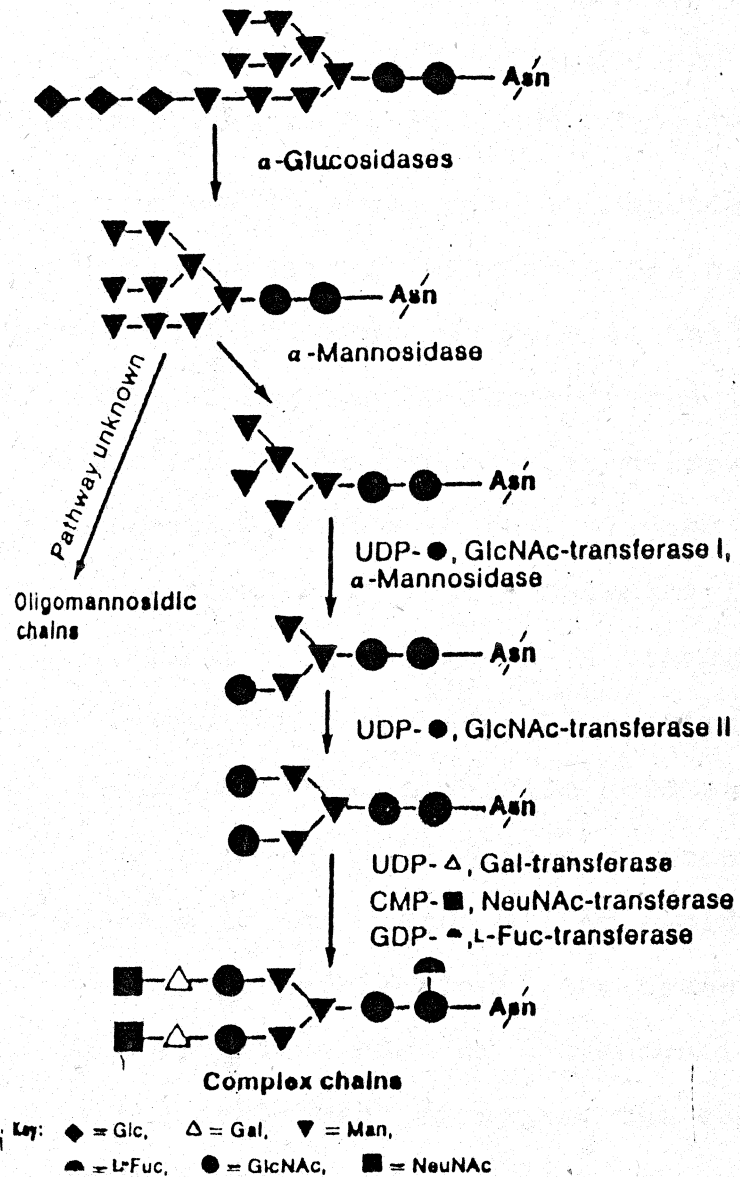 Asn
α-Glucosidases
Asn
α-Mannosidase
Pathway unknown
Asn
UDP-●, GlcNAc-transferase I,
α-Mannosidase
Oligomannosidic
chains
Asn
UDP-●, GlcNAc-transferase II
Asn
UDP-△, Gal-transferase
CMP-■, NeuNAc-transferase
GDP-◓, L-Fuc-transferase
Asn
Complex chains
Key: ◆ = Glc, △ = Gal, ▼ = Man,
◓ = L-Fuc, ● = GlcNAc, ■ = NeuNAc